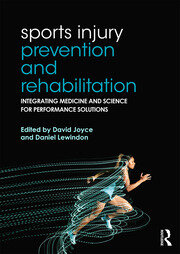 sports injury
prevention and
rehabilitation
INTEGRATING MEDICINE AND SCIENCE
FOR PERFORMANCE SOLUTIONS
Edited by David Joyce
and Daniel Lewindon
R
Routledge